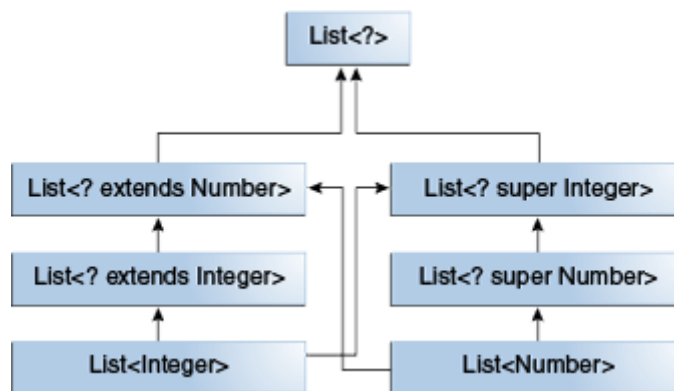 List<?>
List<? extends Number>
List<? super Integer>
List<? extends Integer>
List<? super Number>
List<Integer>
List<Number>